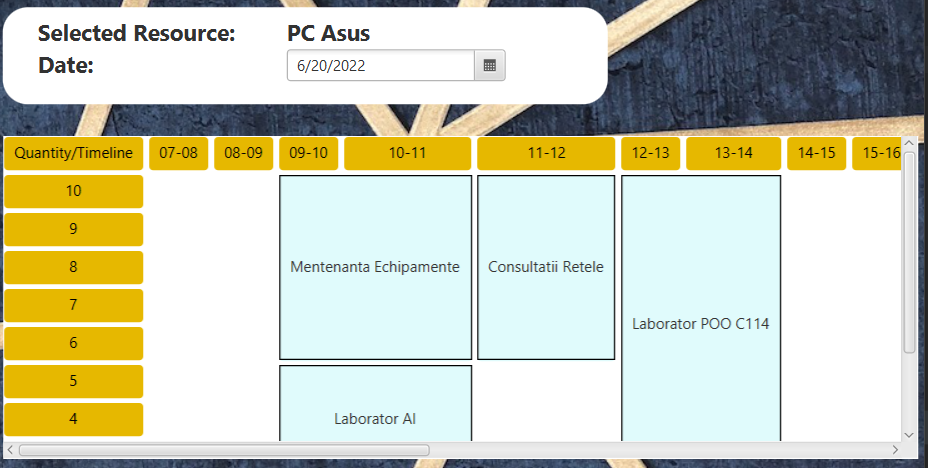 Selected Resource: PC Asus
Date: 6/20/2022
Quantity/Timeline 07-08 08-09 09-10 10-11 11-12 12-13 13-14 14-15 15-16
10
9
8 Mentenanta Echipamente Consultatii Retele
7
Laborator POO C114
6
5
4 Laborator AI